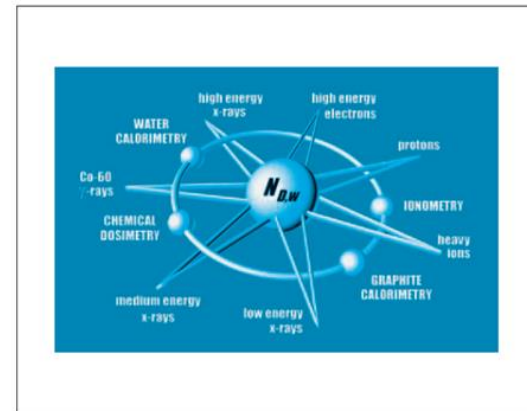 high energy
x-rays
high energy
electrons
WATER
CALORIMETRY
protons
Co-60
γ-rays
N D,w
IONOMETRY
CHEMICAL
DOSIMETRY
heavy
ions
GRAPHITE
CALORIMETRY
medium energy
x-rays
low energy
x-rays